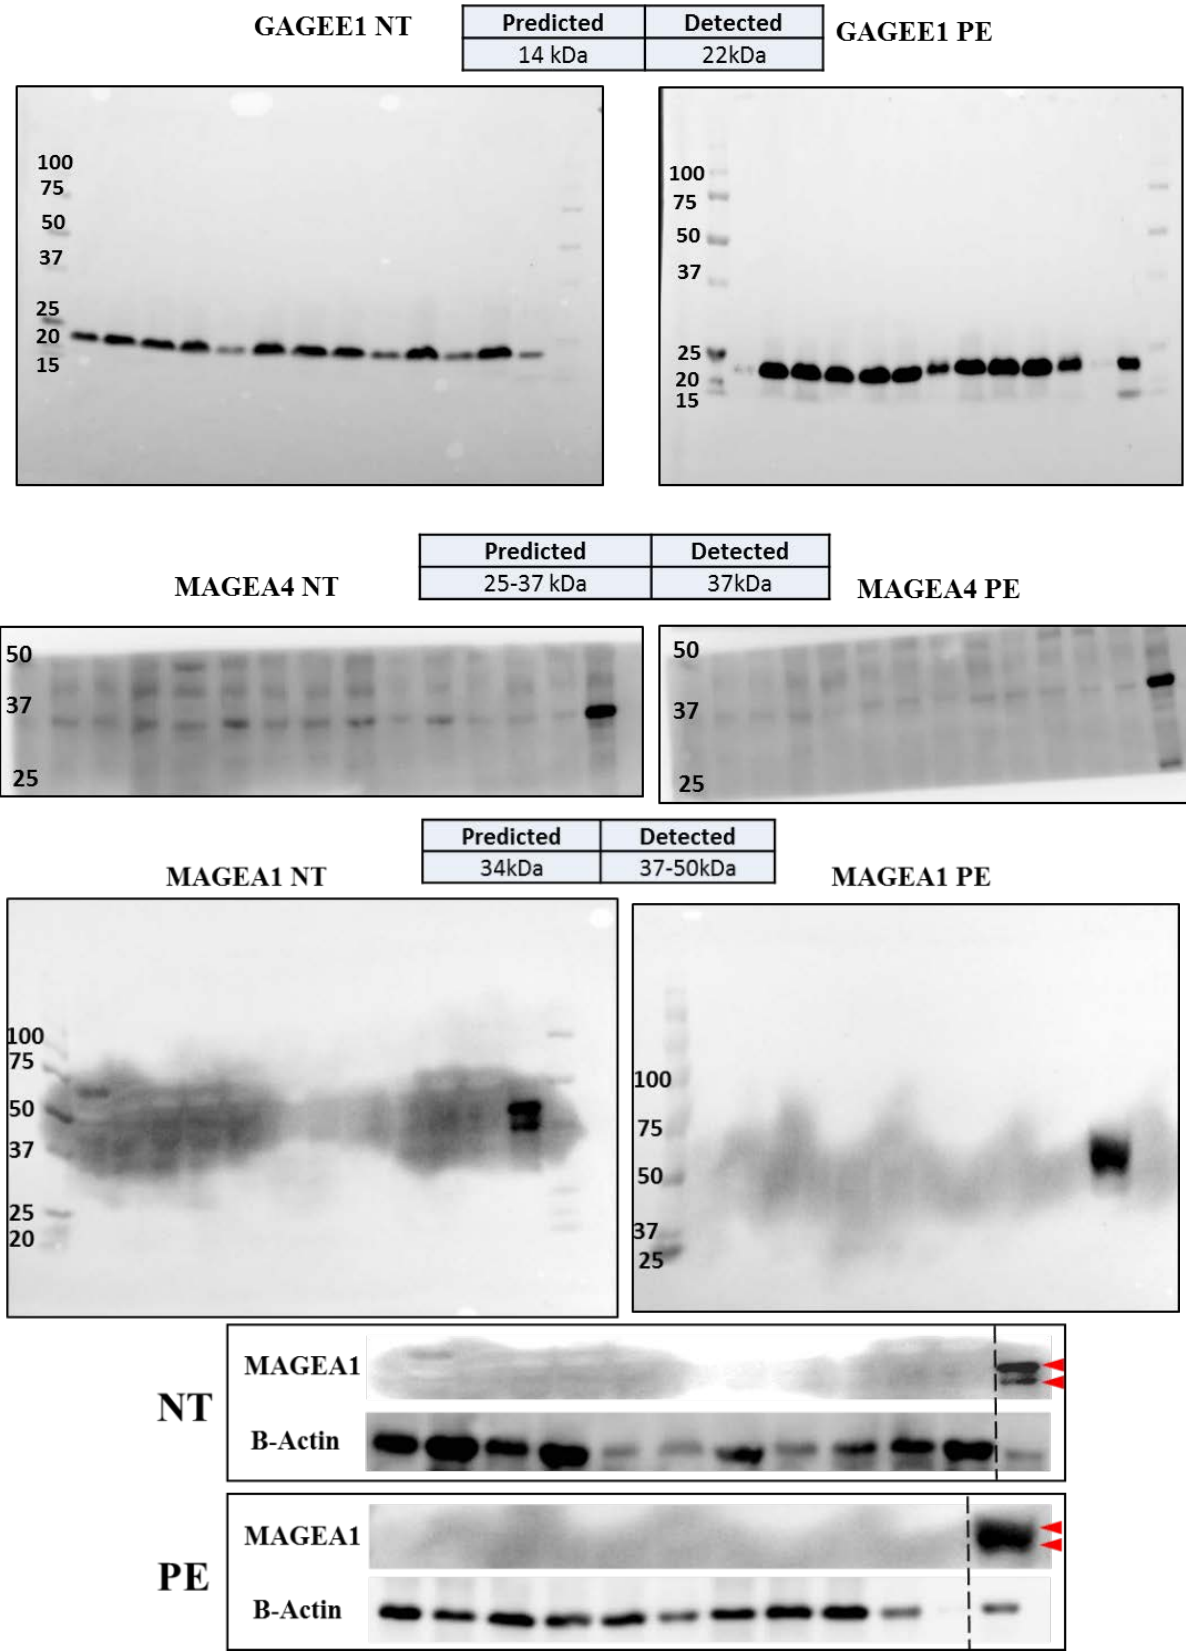 GAGEE1 NT
Predicted Detected
14 kDa 22kDa
GAGEE1 PE
100
75
50
37
25
20
15
100
75
50
37
25
20
15
MAGEA4 NT
Predicted Detected
25-37 kDa 37kDa
MAGEA4 PE
50
37
25
50
37
25
MAGEA1 NT
Predicted Detected
34kDa 37-50kDa
MAGEA1 PE
100
75
50
37
25
20
100
75
50
37
25
NT
MAGEA1
B-Actin
PE
MAGEA1
B-Actin